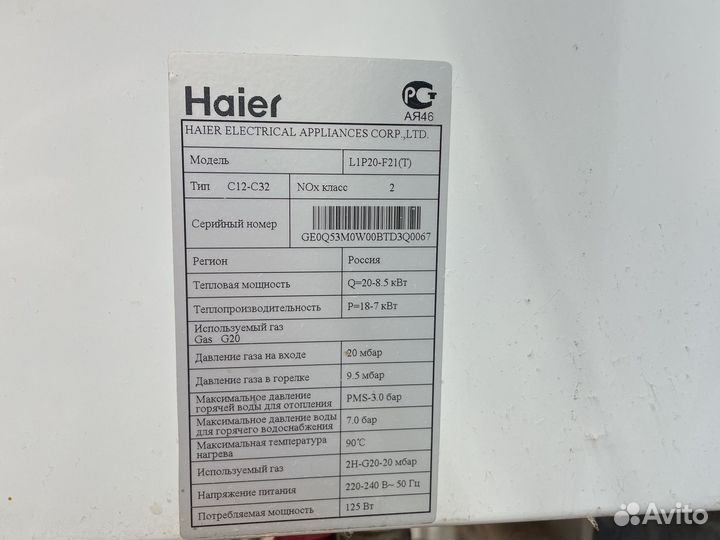 Haier
PCT
АЯ46
HAIER ELECTRICAL APPLIANCES CORP.,LTD.
Модель L1P20-F21(T)
Тип C12-C32 NOx класс 2
Серийный номер GE0Q53M0W00BTD3Q0067
Регион Россия
Тепловая мощность Q=20-8.5 кВт
Теплопроизводительность P=18-7 кВт
Используемый газ
Gas G20
Давление газа на входе 20 мбар
Давление газа в горелке 9.5 мбар
Максимальное давление
горячей воды для отопления PMS-3.0 бар
Максимальное давление воды
для горячего водоснабжения 7.0 бар
Максимальная температура
нагрева 90℃
Используемый газ 2H-G20-20 мбар
Напряжение питания 220-240 В~ 50 Гц
Потребляемая мощность 125 Вт
Avito